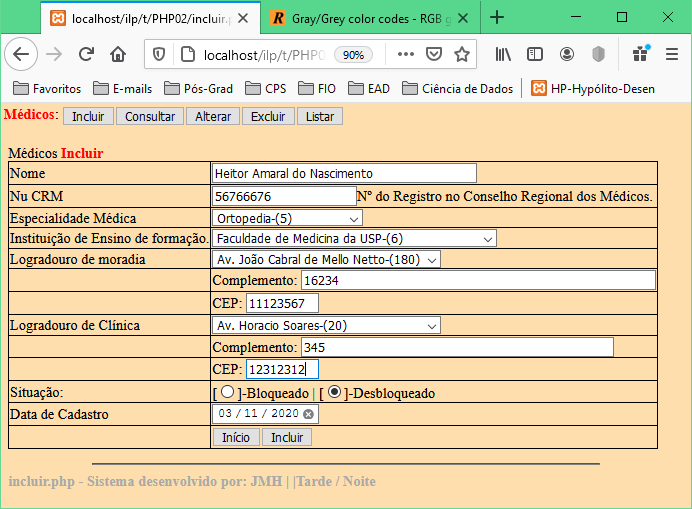 localhost/ilp/t/PHP02/incluir.p
Gray/Grey color codes - RGB g
localhost/ilp/t/PHP0
90%
Favoritos E-mails Pós-Grad CPS FIO EAD Ciência de Dados HP-Hypólito-Desen
Médicos: Incluir Consultar Alterar Excluir Listar
Médicos Incluir
Nome Heitor Amaral do Nascimento
Nu CRM 56766676 Nº do Registro no Conselho Regional dos Médicos.
Especialidade Médica Ortopedia-(5)
Instituição de Ensino de formação. Faculdade de Medicina da USP-(6)
Logradouro de moradia Av. João Cabral de Mello Netto-(180)
Complemento: 16234
CEP: 11123567
Logradouro de Clínica Av. Horacio Soares-(20)
Complemento: 345
CEP: 12312312
Situação: [ ]-Bloqueado | [ ]-Desbloqueado
Data de Cadastro 03 / 11 / 2020
Início Incluir
incluir.php - Sistema desenvolvido por: JMH | |Tarde / Noite